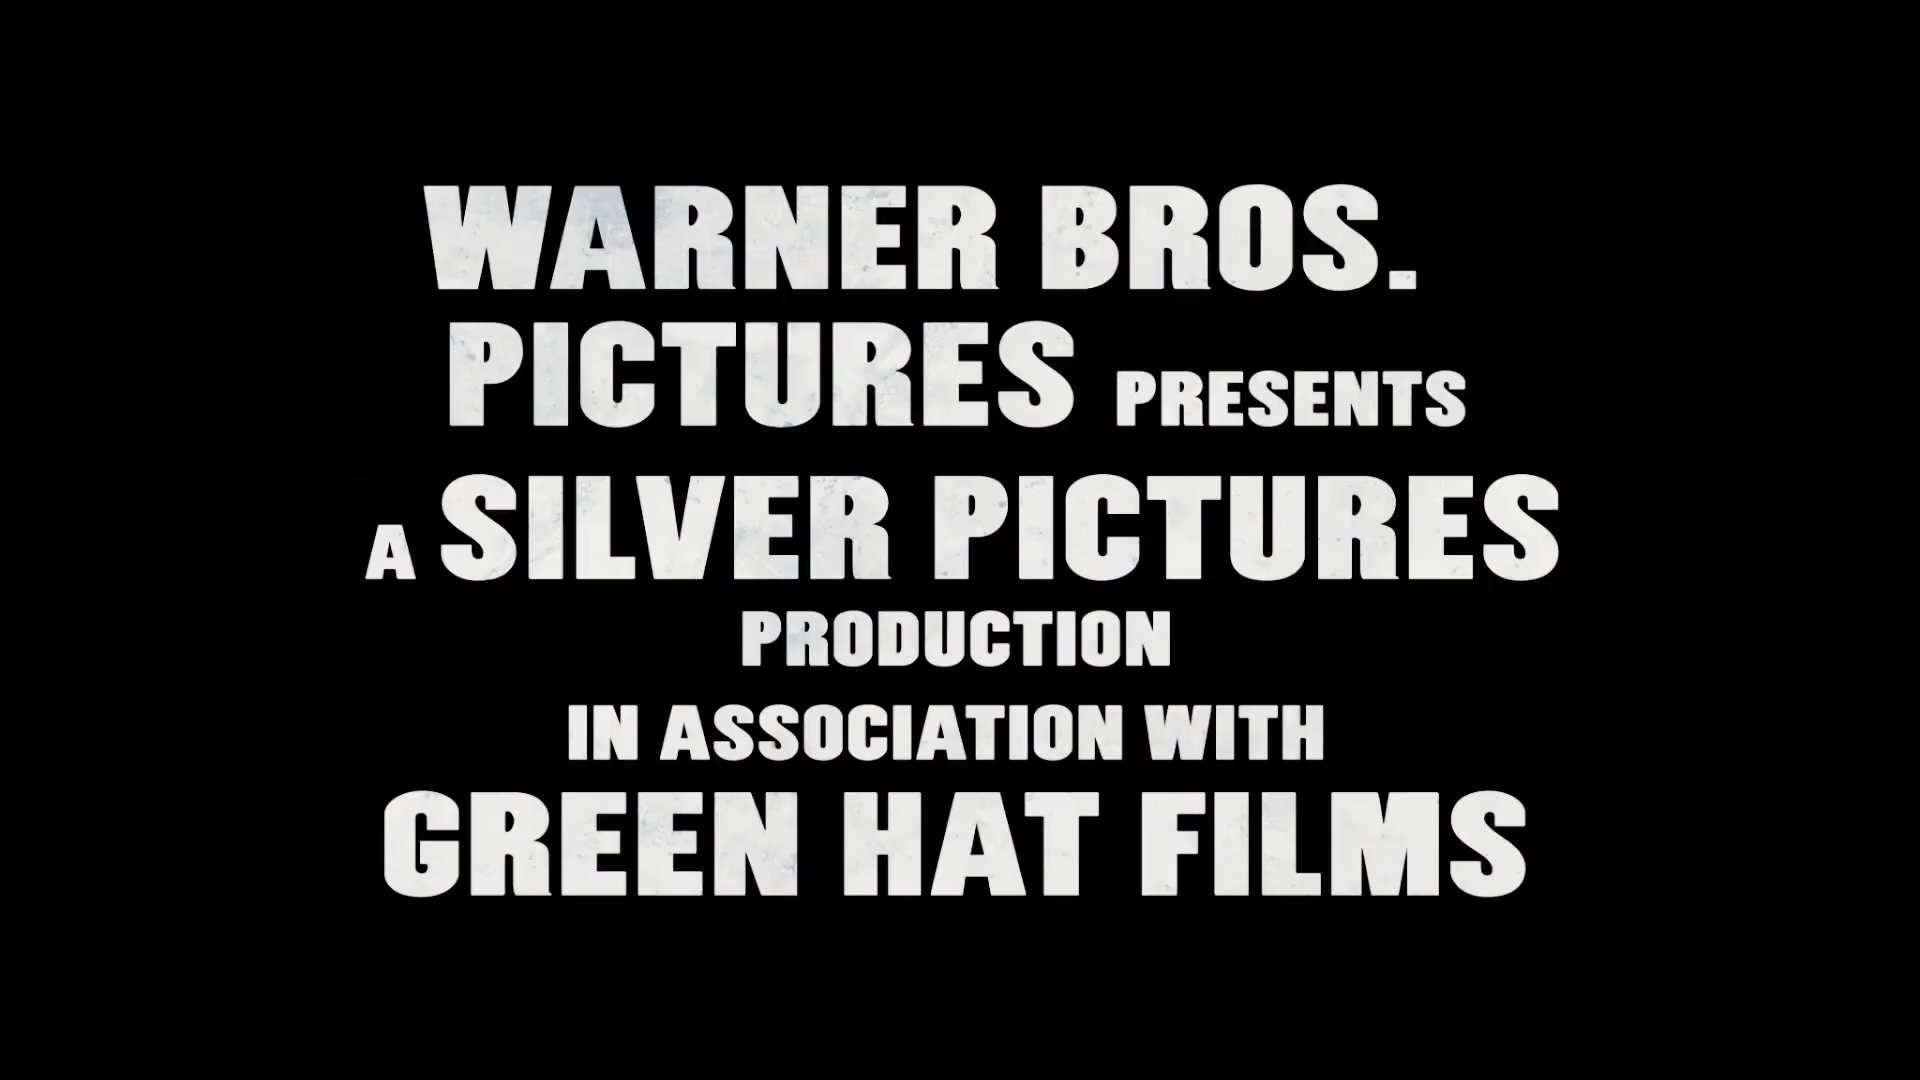 WARNER BROS.
PICTURES PRESENTS
A SILVER PICTURES
PRODUCTION
IN ASSOCIATION WITH
GREEN HAT FILMS